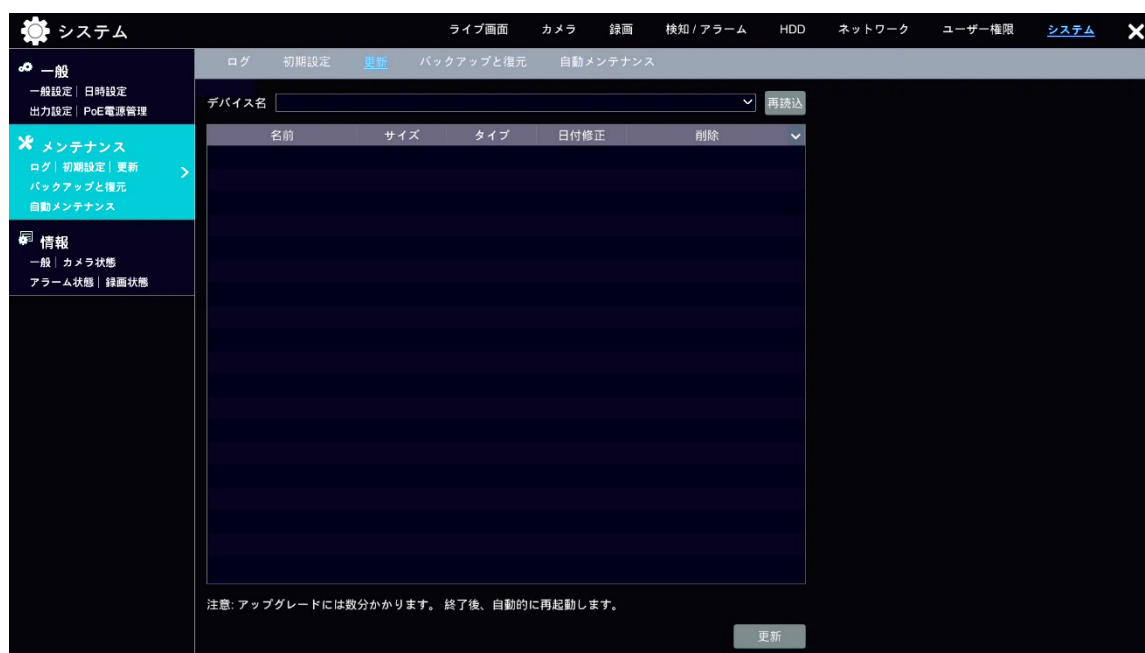 システム ライブ画面 カメラ 録画 検知 / アラーム HDD ネットワーク ユーザー権限 システム
一般
一般設定 | 日時設定
出力設定 | PoE電源管理
メンテナンス
ログ | 初期設定 | 更新
バックアップと復元
自動メンテナンス
情報
一般 | カメラ状態
アラーム状態 | 録画状態
ログ 初期設定 更新 バックアップと復元 自動メンテナンス
デバイス名 再読込
名前 サイズ タイプ 日付修正 削除
注意: アップグレードには数分かかります。 終了後、自動的に再起動します。
更新